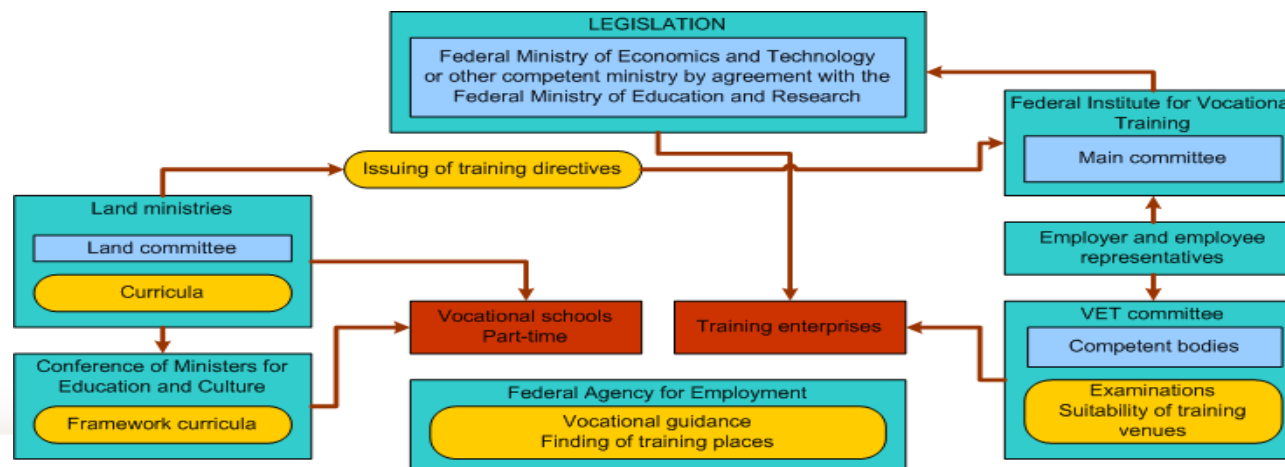 LEGISLATION
Federal Ministry of Economics and Technology
or other competent ministry by agreement with the
Federal Ministry of Education and Research
Federal Institute for Vocationa
Training
Main committee
Issuing of training directives
Land ministries
Land committee
Curricula
Employer and employee
representatives
Vocational schools
Part-time
Training enterprises
VET committee
Competent bodies
Examinations
Suitability of training
venues
Conference of Ministers for
Education and Culture
Framework curricula
Federal Agency for Employment
Vocational guidance
Finding of training places